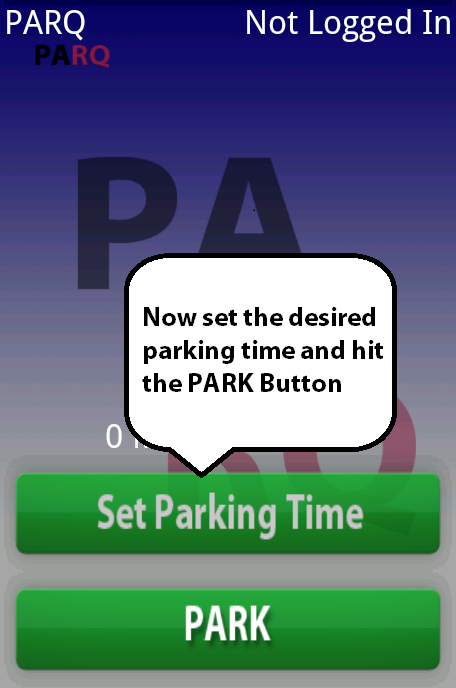 PARQ Not Logged In
PARQ
PA
Now set the desired
parking time and hit
the PARK Button
0
RQ
Set Parking Time
PARK